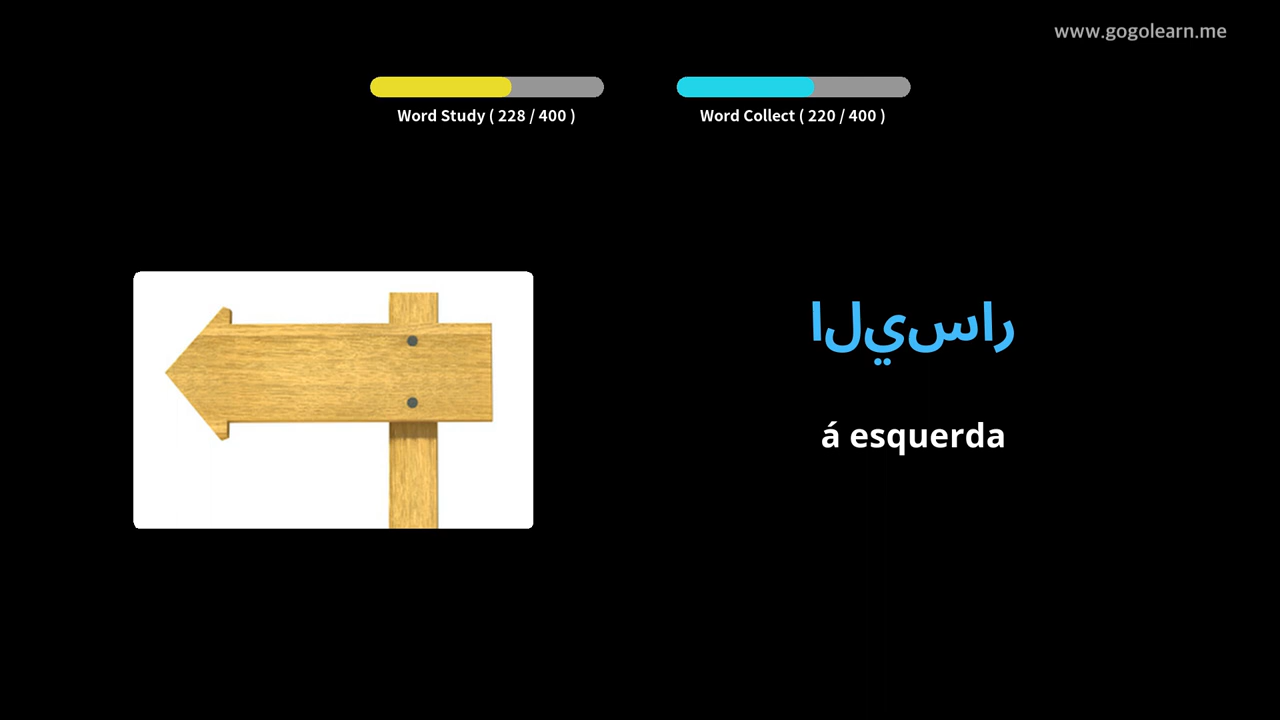 www.gogolearn.me
Word Study ( 228 / 400 )
Word Collect ( 220 / 400 )
اليسار
á esquerda